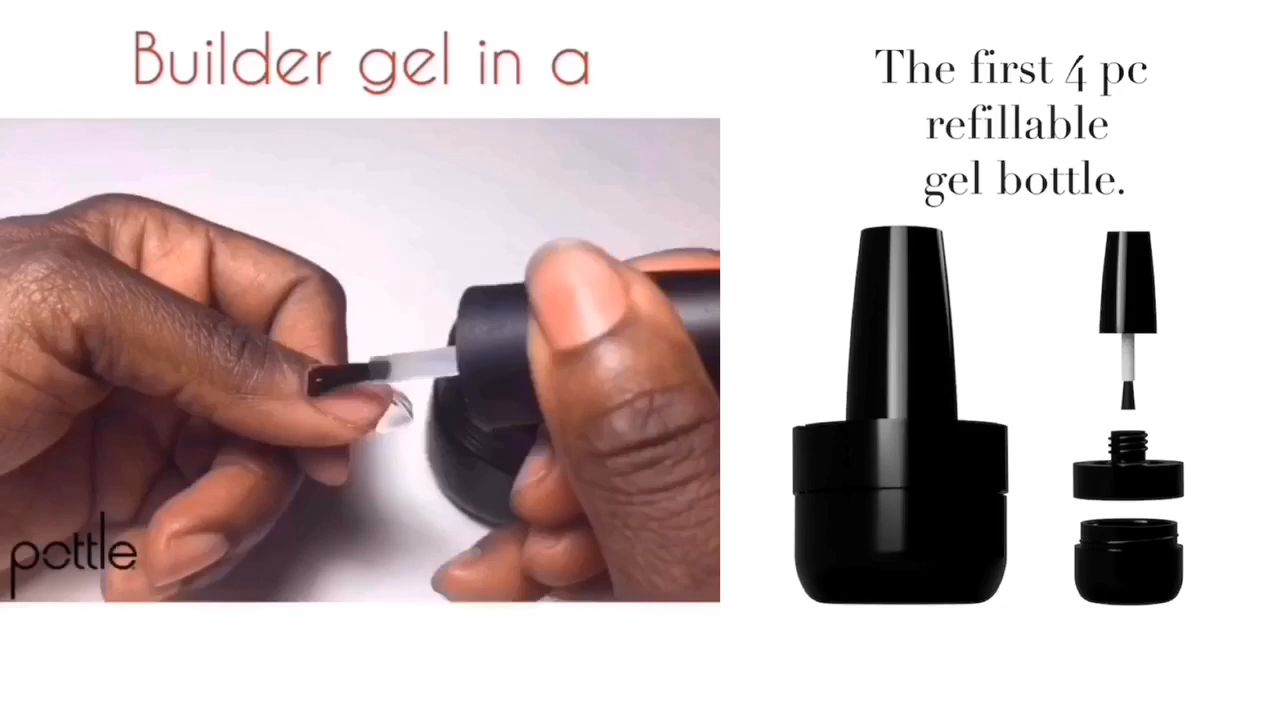 Builder gel in a
pottle
The first 4 pc
refillable
gel bottle.